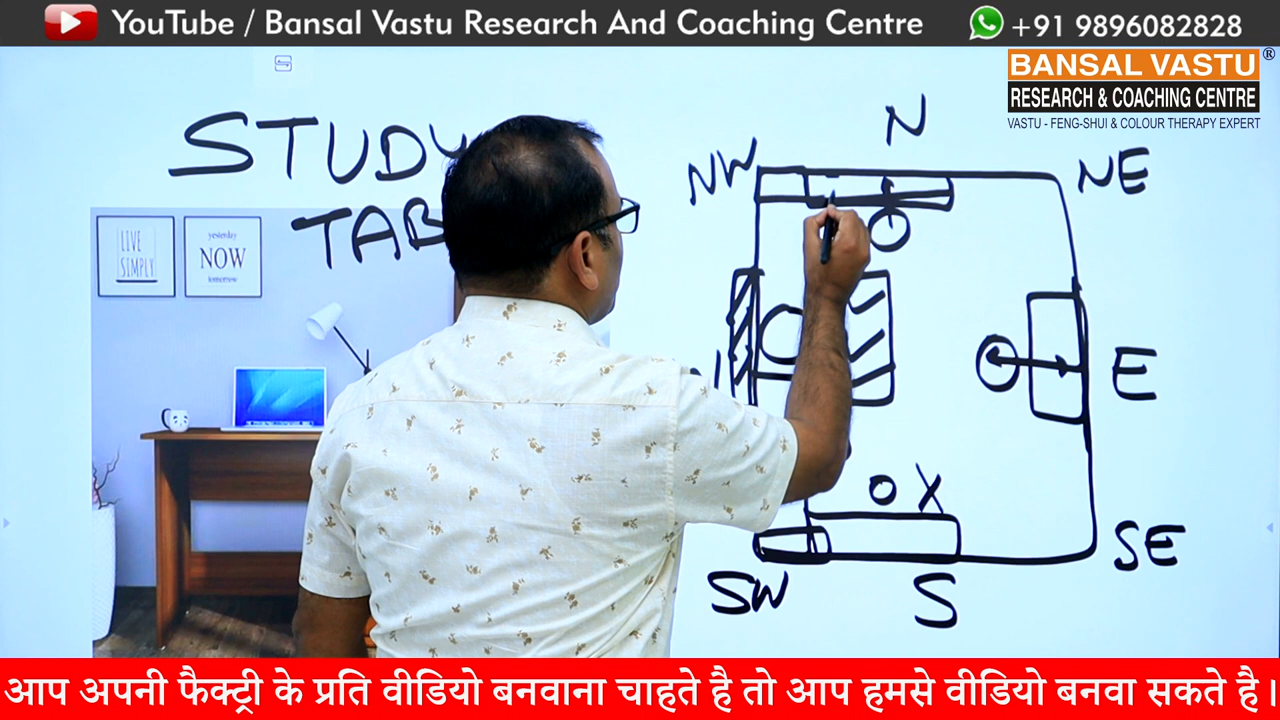 YouTube / Bansal Vastu Research And Coaching Centre
+91 9896082828
BANSAL VASTU®
RESEARCH & COACHING CENTRE
VASTU - FENG-SHUI & COLOUR THERAPY EXPERT
STUDY
TAB
LIVE
SIMPLY
yesterday
NOW
tomorrow
N
NW
NE
E
O X
SW
S
SE
आप अपनी फैक्ट्री के प्रति वीडियो बनवाना चाहते है तो आप हमसे वीडियो बनवा सकते है।